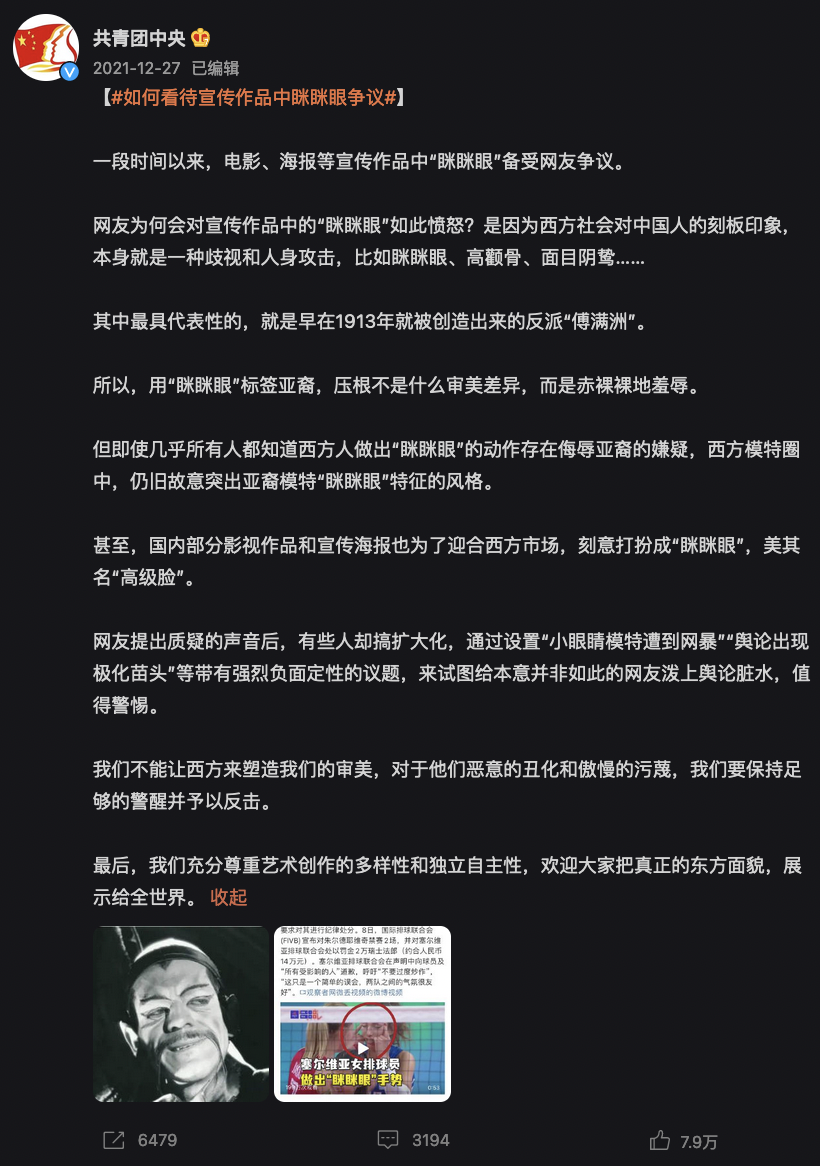 共青团中央
2021-12-27 已编辑
【#如何看待宣传作品中眯眯眼争议#】
一段时间以来，电影、海报等宣传作品中“眯眯眼”备受网友争议。
网友为何会对宣传作品中的“眯眯眼”如此愤怒？是因为西方社会对中国人的刻板印象，
本身就是一种歧视和人身攻击，比如眯眯眼、高颧骨、面目阴鸷......
其中最具代表性的，就是早在1913年就被创造出来的反派“傅满洲”。
所以，用“眯眯眼”标签亚裔，压根不是什么审美差异，而是赤裸裸地羞辱。
但即使几乎所有人都知道西方人做出“眯眯眼”的动作存在侮辱亚裔的嫌疑，西方模特圈
中，仍旧故意突出亚裔模特“眯眯眼”特征的风格。
甚至，国内部分影视作品和宣传海报也为了迎合西方市场，刻意打扮成“眯眯眼”，美其
名“高级脸”。
网友提出质疑的声音后，有些人却搞扩大化，通过设置“小眼睛模特遭到网暴”“舆论出现
极化苗头”等带有强烈负面定性的议题，来试图给本意并非如此的网友泼上舆论脏水，值
得警惕。
我们不能让西方来塑造我们的审美，对于他们恶意的丑化和傲慢的污蔑，我们要保持足
够的警醒并予以反击。
最后，我们充分尊重艺术创作的多样性和独立自主性，欢迎大家把真正的东方面貌，展
示给全世界。 收起
要求对其进行纪律处分。8日，国际排球联合会
(FIVB)宣布对朱尔德耶维奇禁赛2场，并对塞尔维
亚排球联合会处以罚金2万瑞士法郎（约合人民币
14万元）。塞尔维亚排球联合会在声明中向球员及
“所有受影响的人”道歉，呼吁“不要过度炒作”，
“这只是一个简单的误会，两队之间的气氛很友
好”。观察者网微丢视频的微博视频
塞尔维亚女排球员
做出“眯眯眼”手势
0:53
6479
3194
7.9万